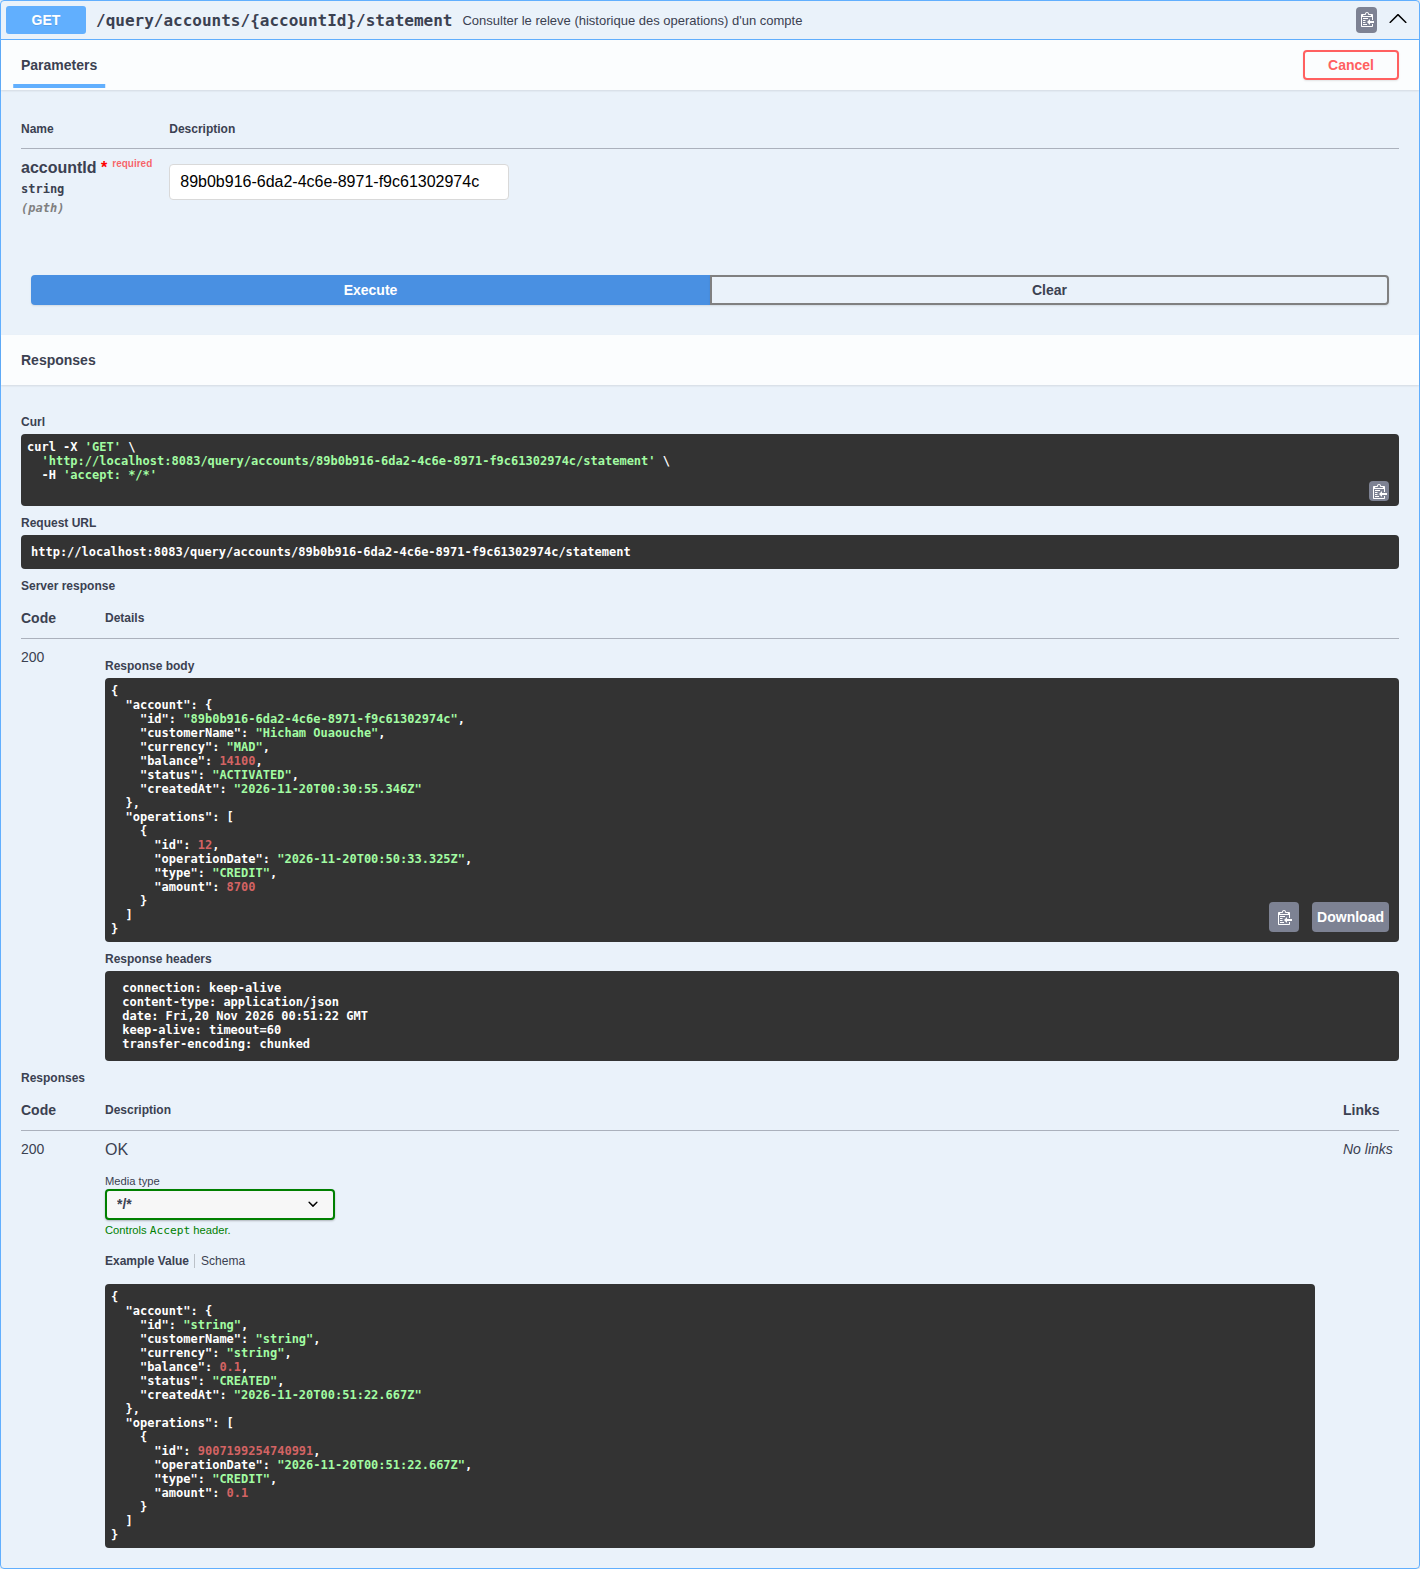 GET /query/accounts/{accountId}/statement Consulter le releve (historique des operations) d'un compte
Parameters
Cancel
Name Description
accountId * required
string
(path)
89b0b916-6da2-4c6e-8971-f9c61302974c
Execute Clear
Responses
Curl
curl -X 'GET' \
  'http://localhost:8083/query/accounts/89b0b916-6da2-4c6e-8971-f9c61302974c/statement' \
  -H 'accept: */*'
Request URL
http://localhost:8083/query/accounts/89b0b916-6da2-4c6e-8971-f9c61302974c/statement
Server response
Code Details
200
Response body
{
  "account": {
    "id": "89b0b916-6da2-4c6e-8971-f9c61302974c",
    "customerName": "Hicham Ouaouche",
    "currency": "MAD",
    "balance": 14100,
    "status": "ACTIVATED",
    "createdAt": "2026-11-20T00:30:55.346Z"
  },
  "operations": [
    {
      "id": 12,
      "operationDate": "2026-11-20T00:50:33.325Z",
      "type": "CREDIT",
      "amount": 8700
    }
  ]
}
Download
Response headers
connection: keep-alive
content-type: application/json
date: Fri,20 Nov 2026 00:51:22 GMT
keep-alive: timeout=60
transfer-encoding: chunked
Responses
Code Description Links
200 OK No links
Media type
*/*
Controls Accept header.
Example Value Schema
{
  "account": {
    "id": "string",
    "customerName": "string",
    "currency": "string",
    "balance": 0.1,
    "status": "CREATED",
    "createdAt": "2026-11-20T00:51:22.667Z"
  },
  "operations": [
    {
      "id": 9007199254740991,
      "operationDate": "2026-11-20T00:51:22.667Z",
      "type": "CREDIT",
      "amount": 0.1
    }
  ]
}